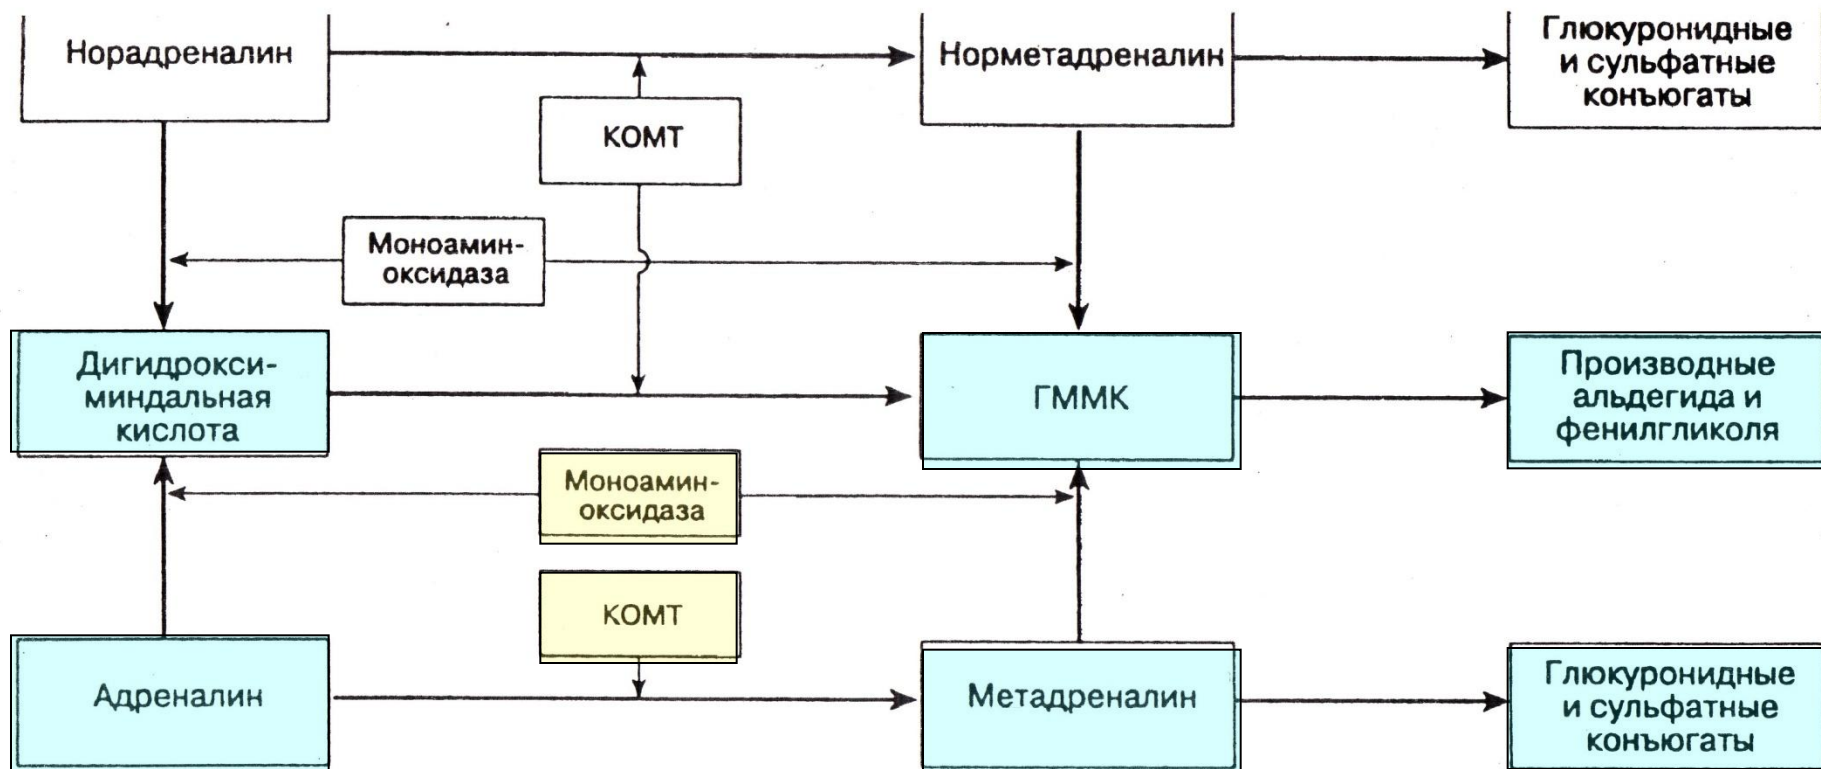 Норадреналин
Норметадреналин
Глюкуронидные
и сульфатные
конъюгаты
КОМТ
Моноамин-
оксидаза
Дигидрокси-
миндальная
кислота
ГММК
Производные
альдегида и
фенилгликоля
Моноамин-
оксидаза
КОМТ
Адреналин
Метадреналин
Глюкуронидные
и сульфатные
конъюгаты